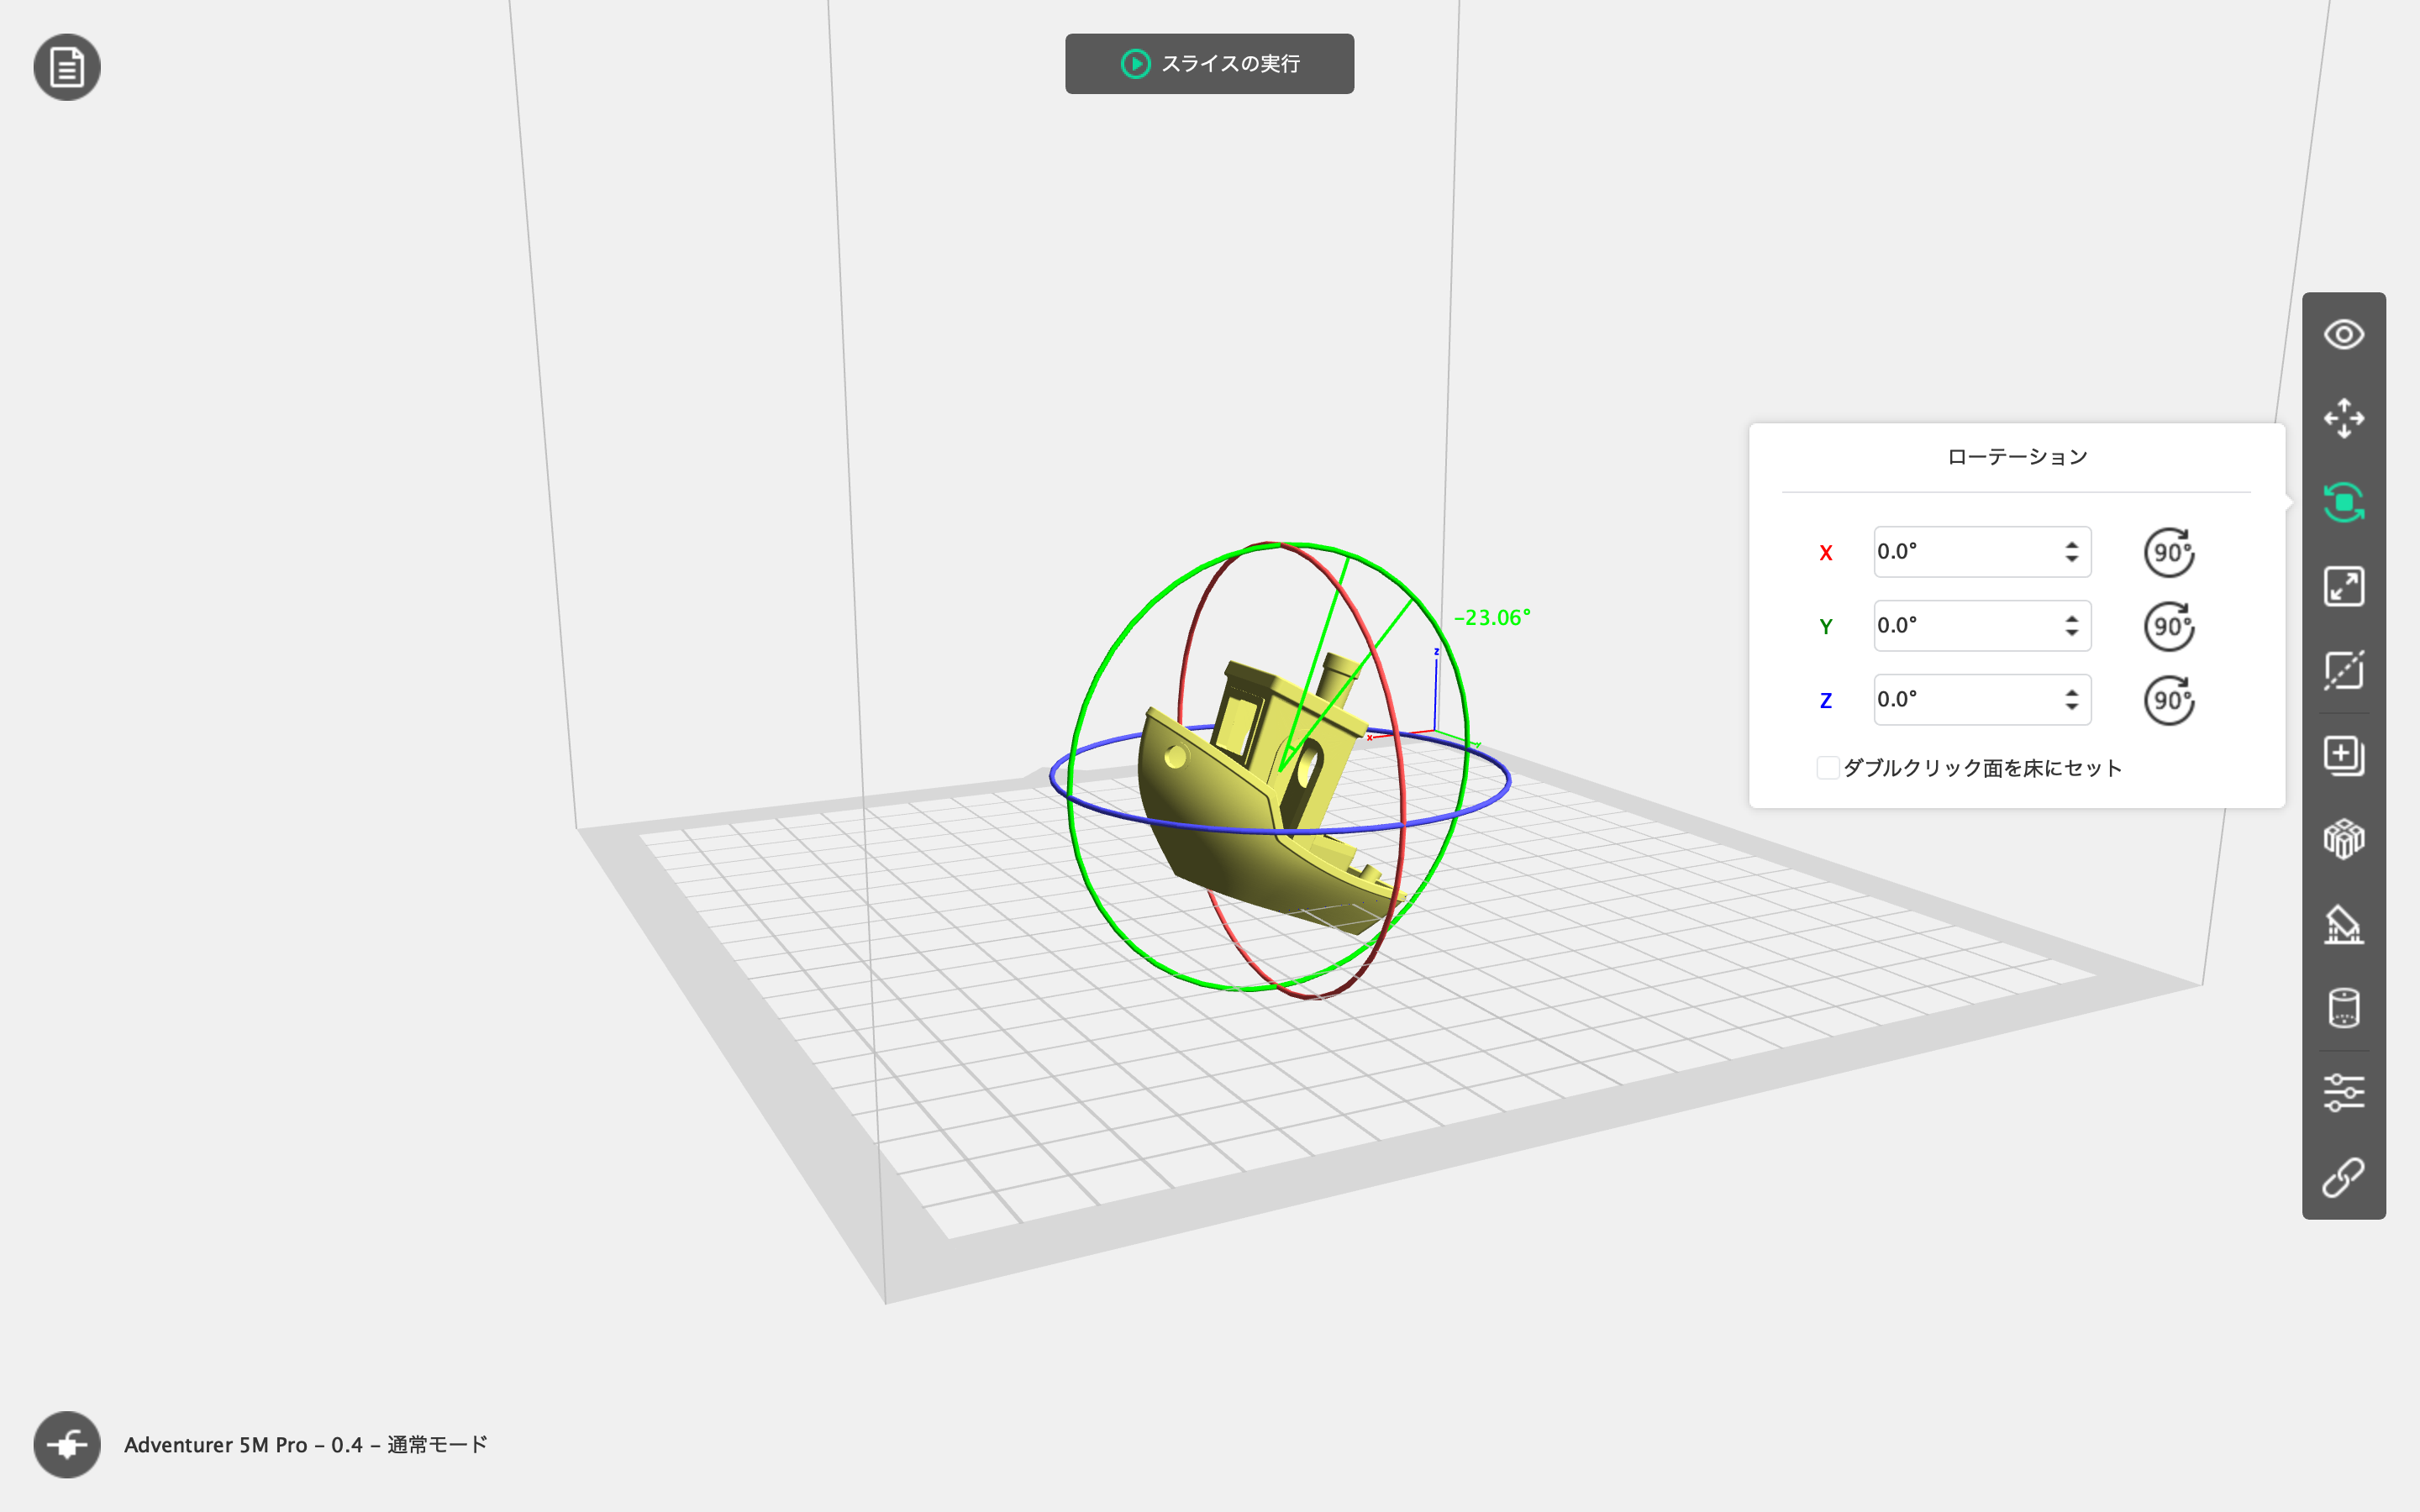 スライスの実行
ローテーション
X 0.0° 90°
Y 0.0° 90°
Z 0.0° 90°
ダブルクリック面を床にセット
-23.06°
z
x
y
Adventurer 5M Pro - 0.4 - 通常モード